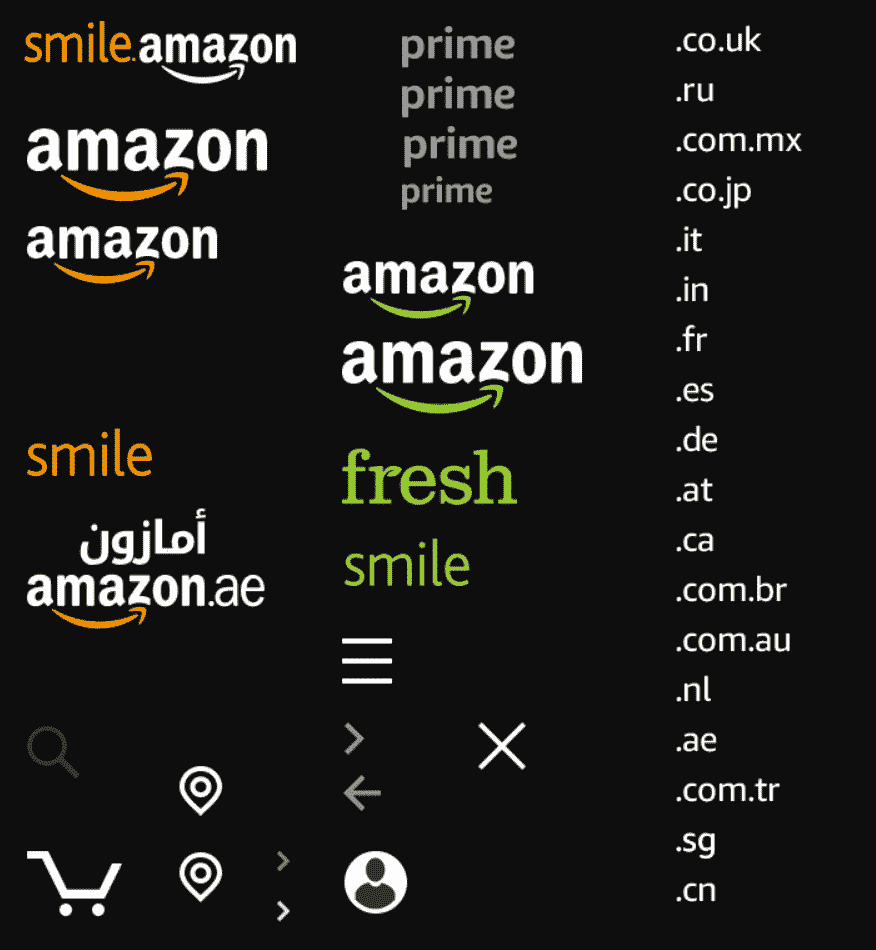 smile.amazon
amazon
amazon
smile
أمازون
amazon.ae
prime
prime
prime
prime
amazon
amazon
fresh
smile
.co.uk
.ru
.com.mx
.co.jp
.it
.in
.fr
.es
.de
.at
.ca
.com.br
.com.au
.nl
.ae
.com.tr
.sg
.cn